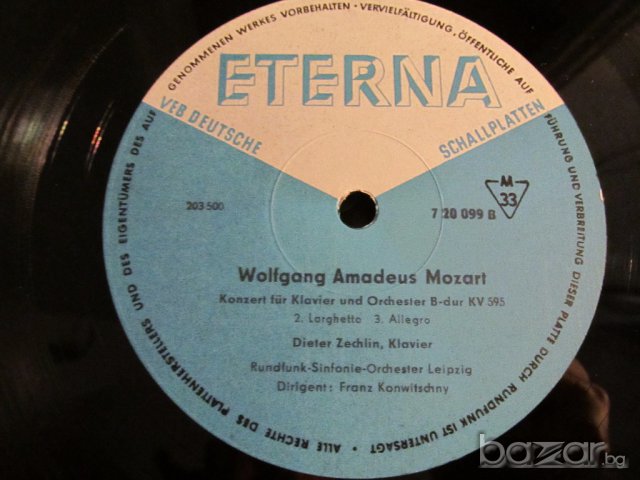 ALLE RECHTE DES PLATTENHERSTELLERS UND DES EIGENTÜMERS DES AUF-
GENOMMENEN WERKES VORBEHALTEN · VERVIELFÄLTIGUNG, ÖFFENTLICHE AUF-
FÜHRUNG UND VERBREITUNG DIESER PLATTE DURCH RUNDFUNK IST UNTERSAGT ·
ETERNA
VEB DEUTSCHE SCHALLPLATTEN
203 500
AA
33
7 20 099 B
Wolfgang Amadeus Mozart
Konzert für Klavier und Orchester B-dur KV 595
2. Larghetto 3. Allegro
Dieter Zechlin, Klavier
Rundfunk-Sinfonie-Orchester Leipzig
Dirigent: Franz Konwitschny
bazar.bg